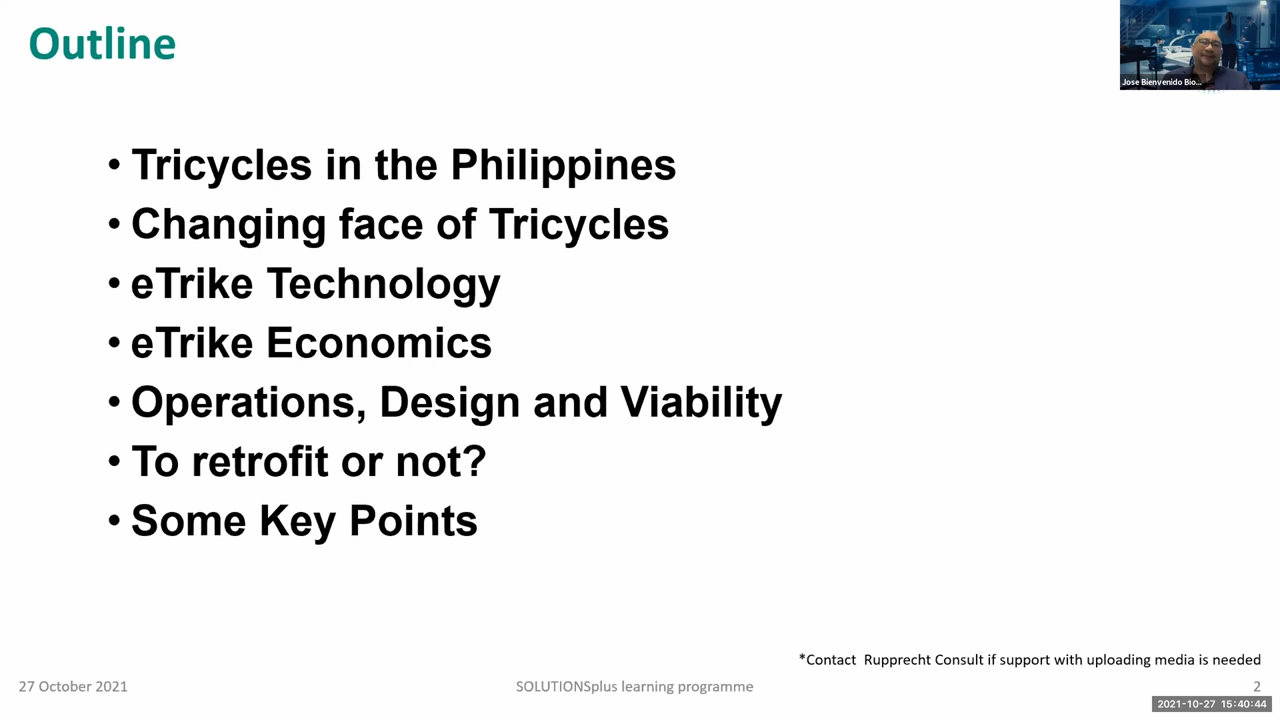 Outline
Jose Bienvenido Bio...
• Tricycles in the Philippines
• Changing face of Tricycles
• eTrike Technology
• eTrike Economics
• Operations, Design and Viability
• To retrofit or not?
• Some Key Points
*Contact Rupprecht Consult if support with uploading media is needed
27 October 2021
SOLUTIONSplus learning programme
2
2021-10-27 15:40:44